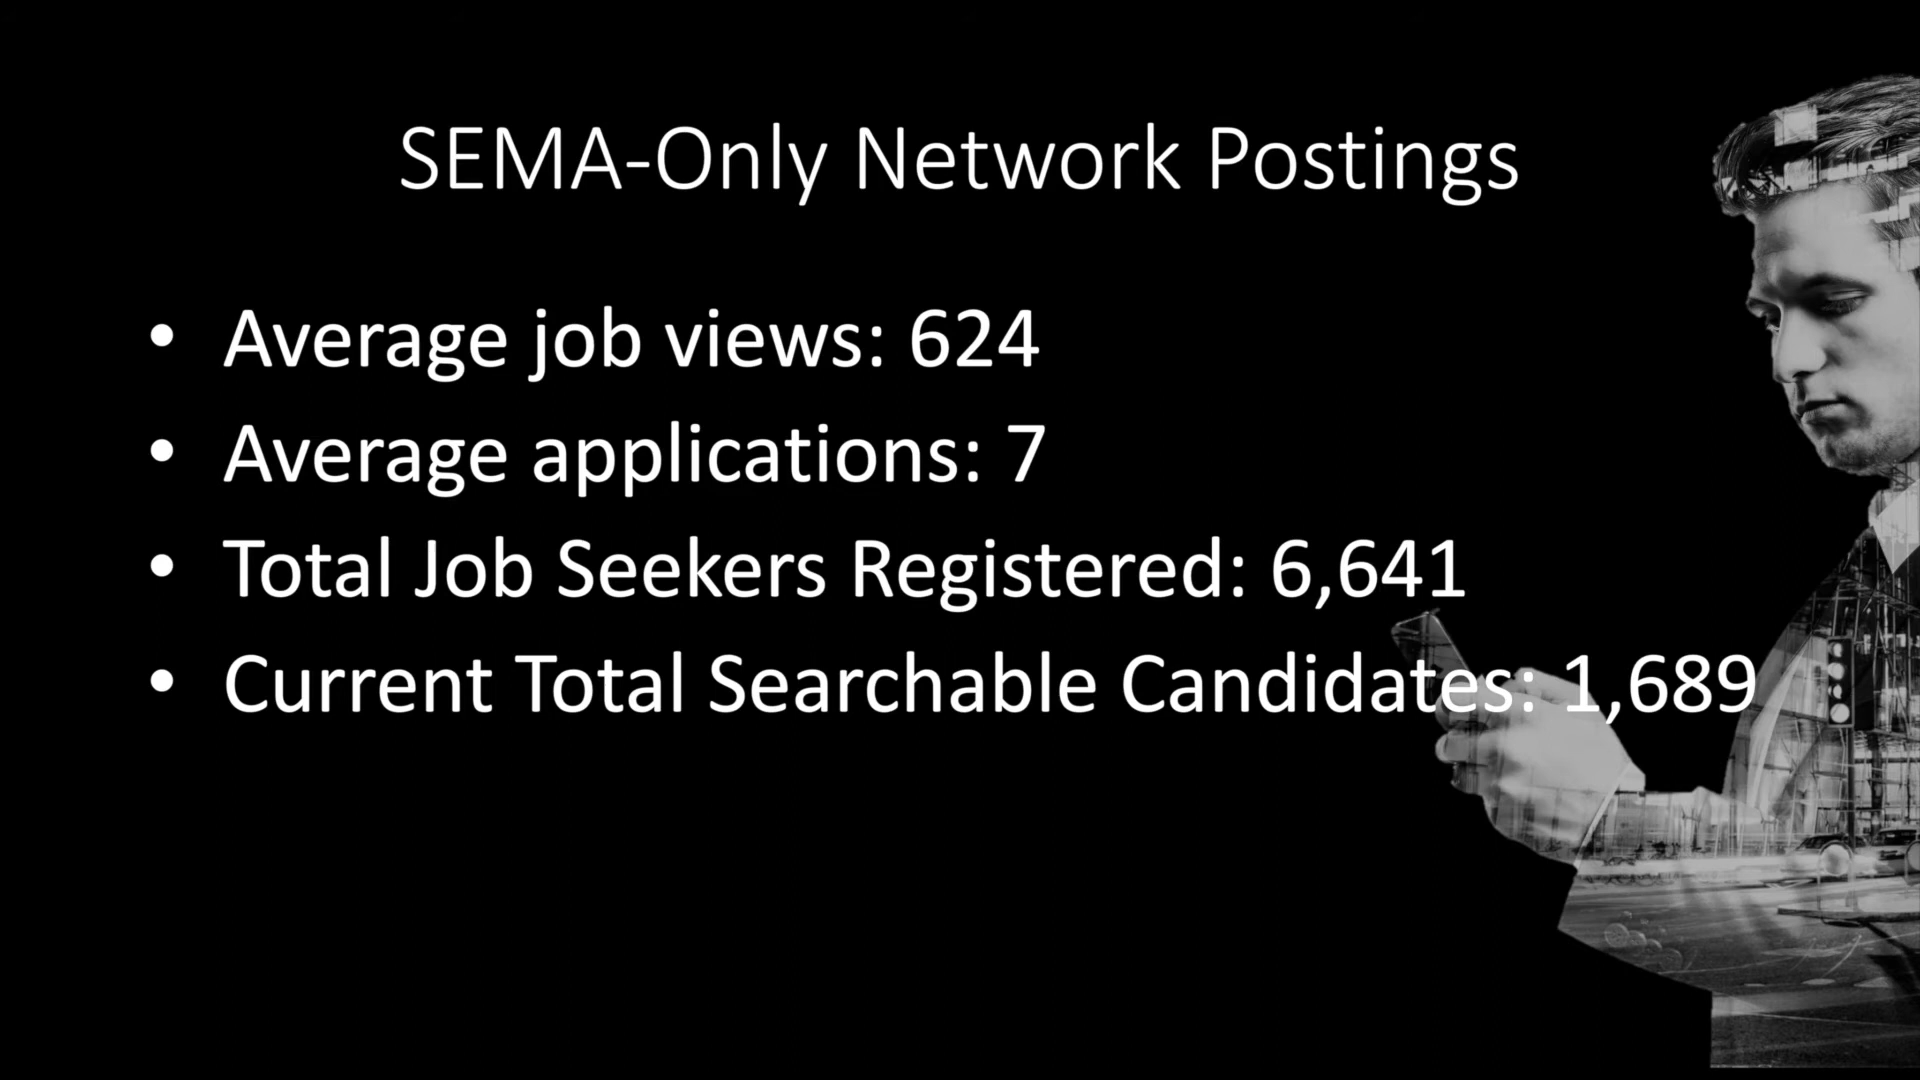 SEMA-Only Network Postings
• Average job views: 624
• Average applications: 7
• Total Job Seekers Registered: 6,641
• Current Total Searchable Candidates: 1,689